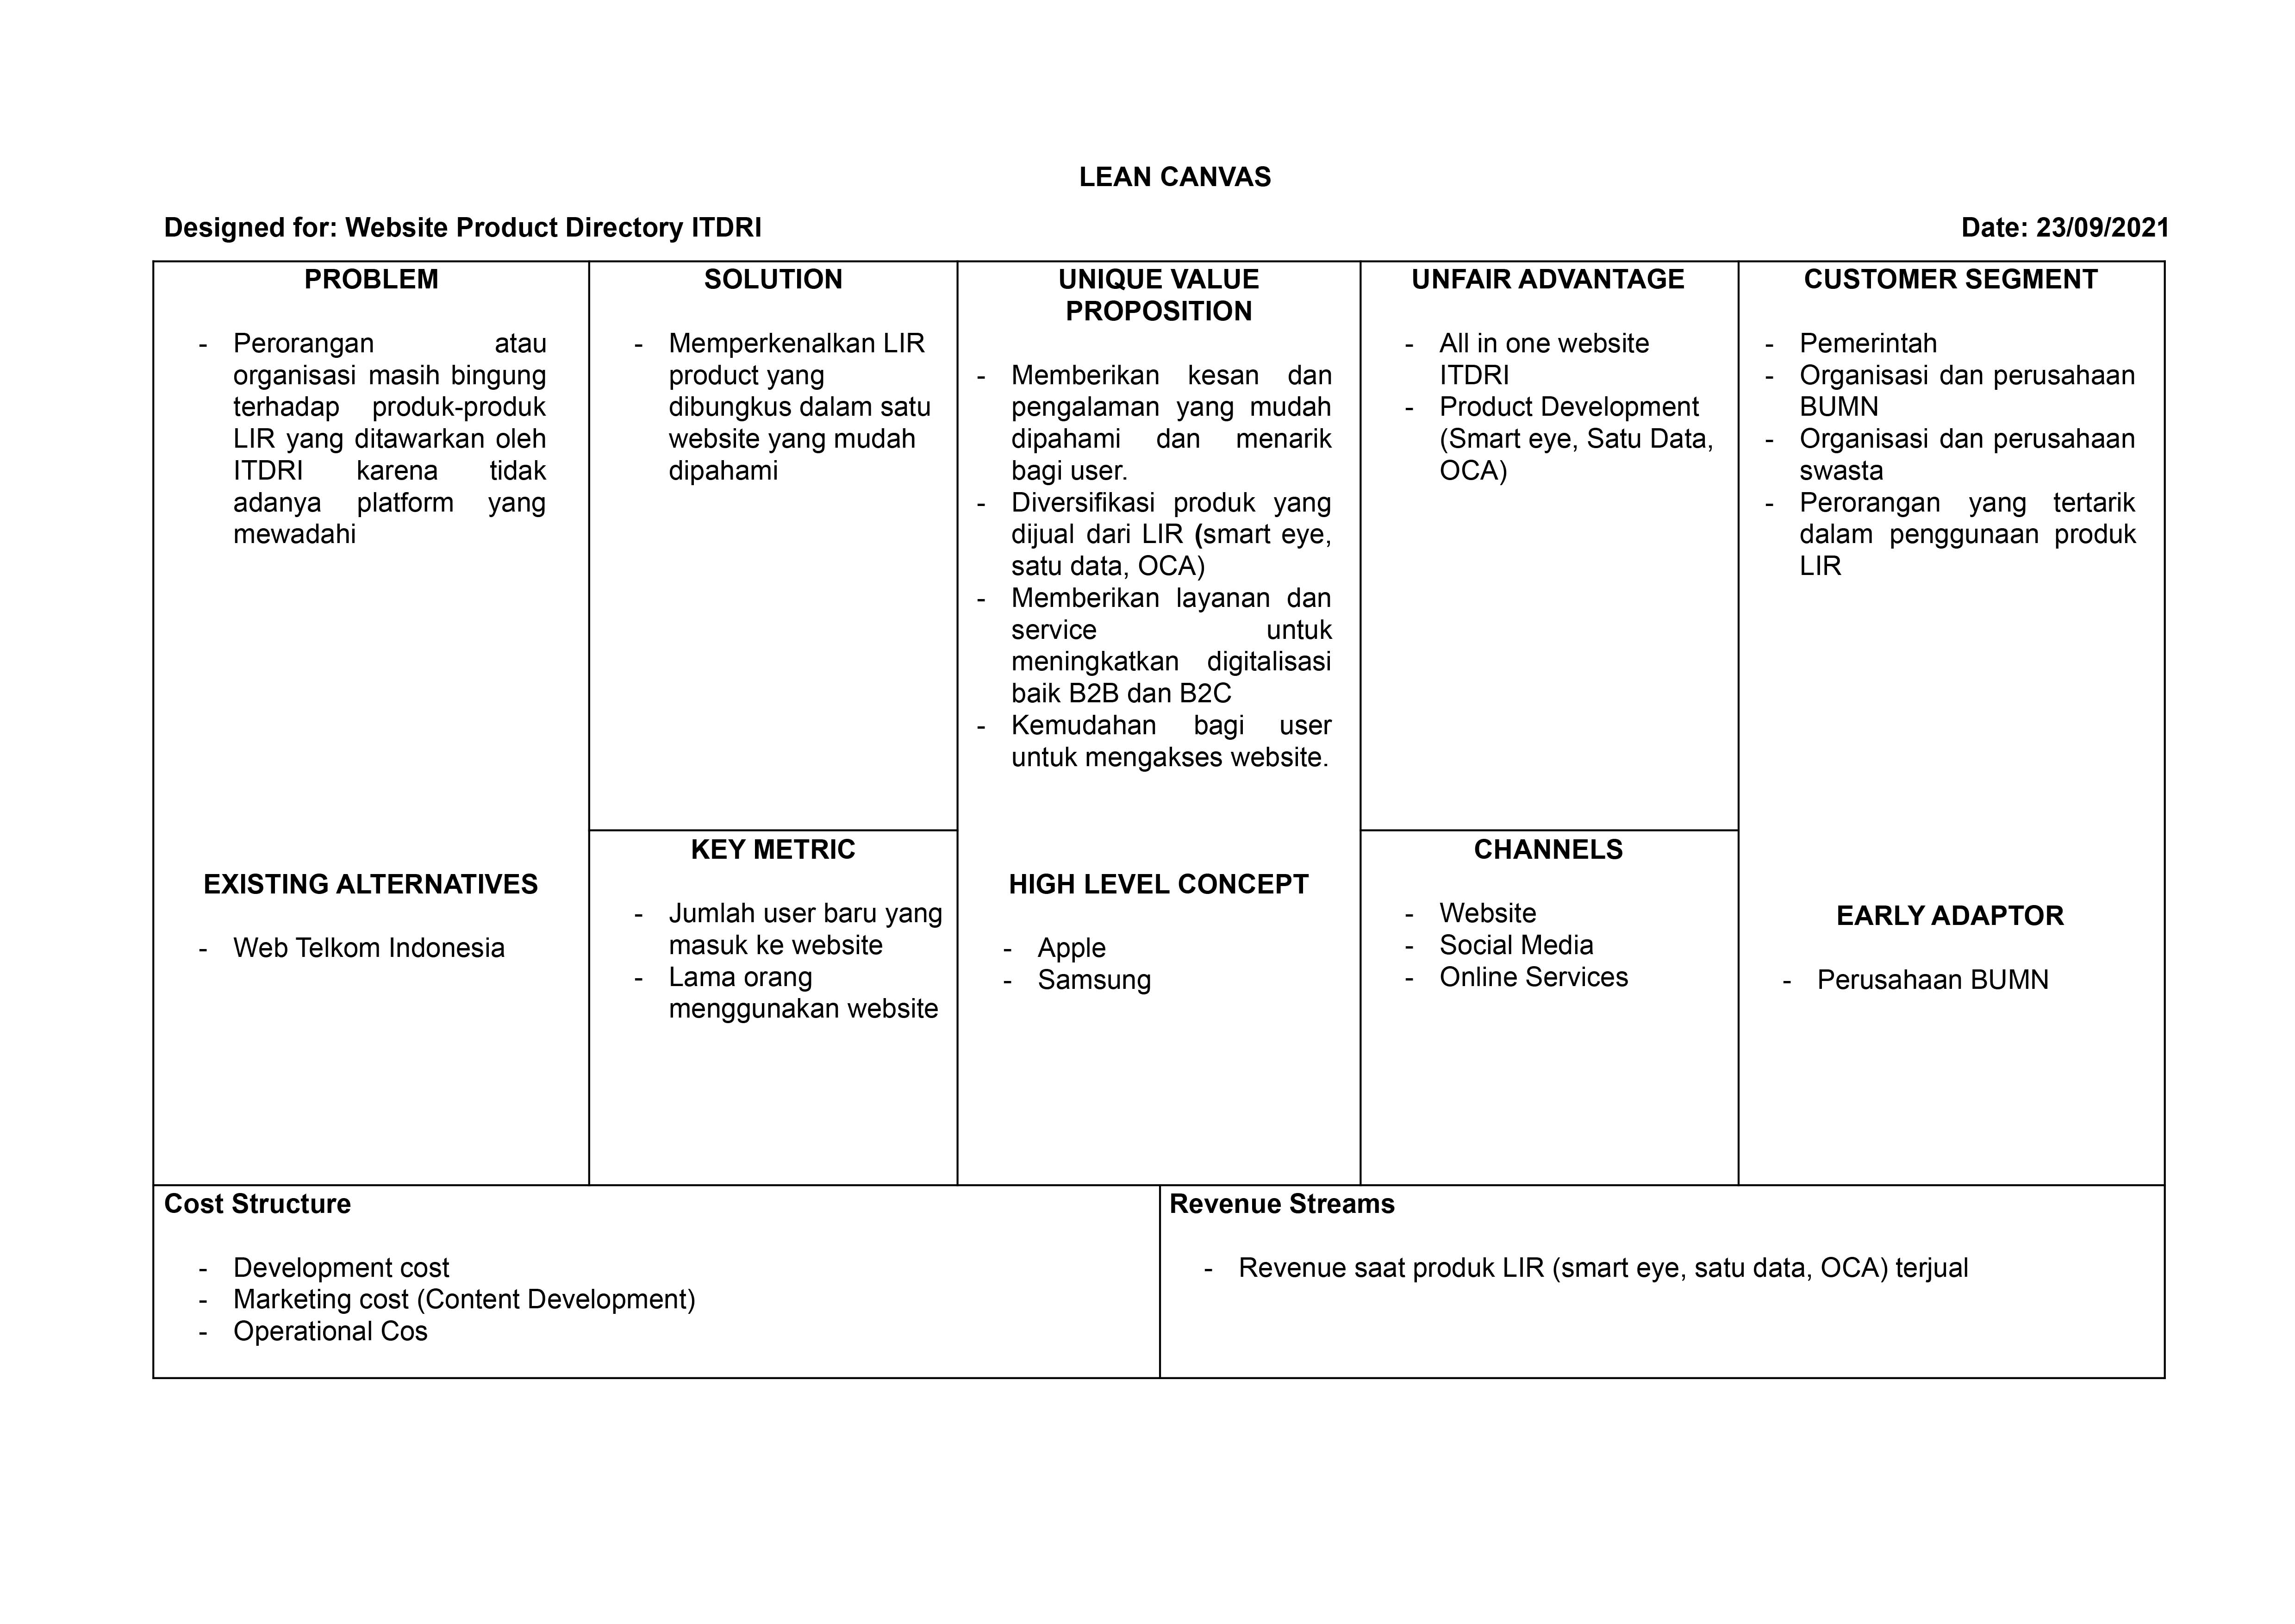 LEAN CANVAS
Designed for: Website Product Directory ITDRI
Date: 23/09/2021
PROBLEM
- Perorangan atau
organisasi masih bingung
terhadap produk-produk
LIR yang ditawarkan oleh
ITDRI karena tidak
adanya platform yang
mewadahi
EXISTING ALTERNATIVES
- Web Telkom Indonesia
SOLUTION
- Memperkenalkan LIR
product yang
dibungkus dalam satu
website yang mudah
dipahami
KEY METRIC
- Jumlah user baru yang
masuk ke website
- Lama orang
menggunakan website
UNIQUE VALUE
PROPOSITION
- Memberikan kesan dan
pengalaman yang mudah
dipahami dan menarik
bagi user.
- Diversifikasi produk yang
dijual dari LIR (smart eye,
satu data, OCA)
- Memberikan layanan dan
service untuk
meningkatkan digitalisasi
baik B2B dan B2C
- Kemudahan bagi user
untuk mengakses website.
HIGH LEVEL CONCEPT
- Apple
- Samsung
UNFAIR ADVANTAGE
- All in one website
ITDRI
- Product Development
(Smart eye, Satu Data,
OCA)
CHANNELS
- Website
- Social Media
- Online Services
CUSTOMER SEGMENT
- Pemerintah
- Organisasi dan perusahaan
BUMN
- Organisasi dan perusahaan
swasta
- Perorangan yang tertarik
dalam penggunaan produk
LIR
EARLY ADAPTOR
- Perusahaan BUMN
Cost Structure
- Development cost
- Marketing cost (Content Development)
- Operational Cos
Revenue Streams
- Revenue saat produk LIR (smart eye, satu data, OCA) terjual